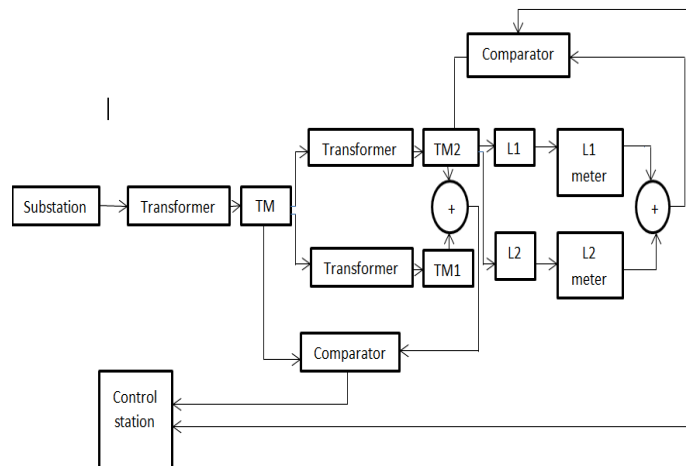 Comparator
Transformer
TM2
L1
L1
meter
Substation
Transformer
TM
+
+
Transformer
TM1
L2
L2
meter
Comparator
Control
station